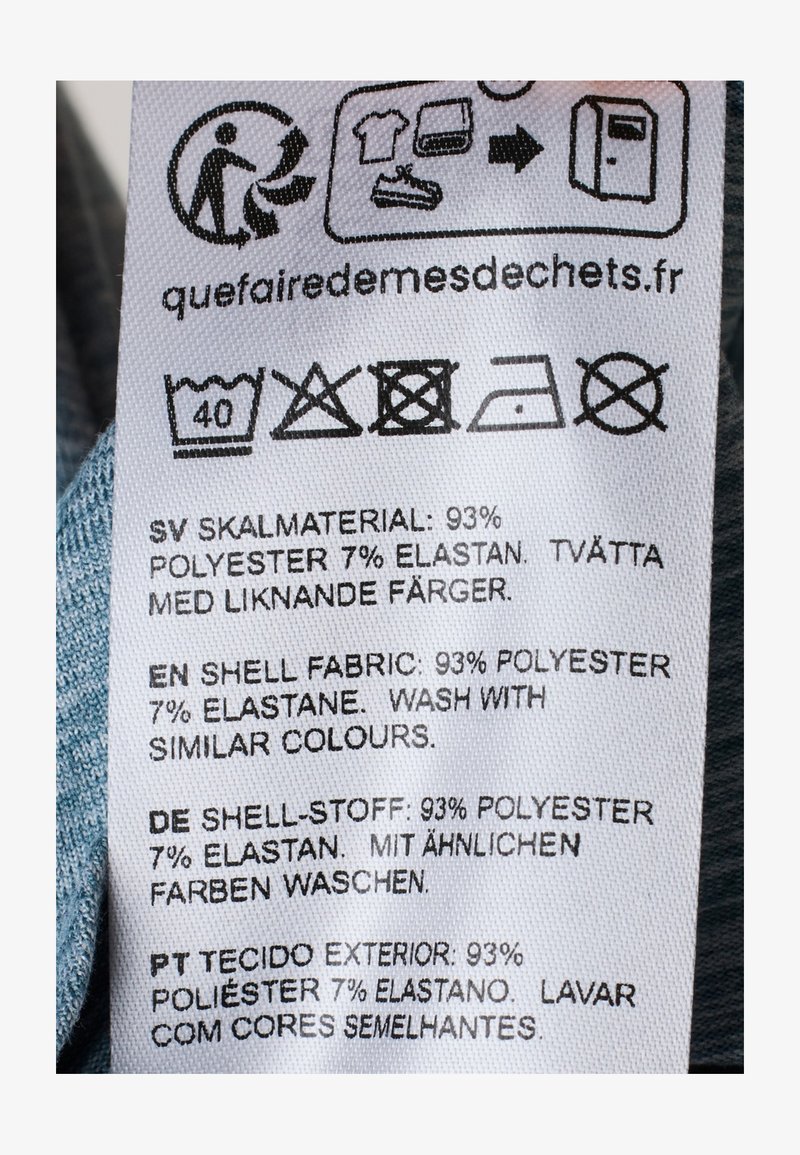 quefairedemesdechets.fr
40
SV SKALMATERIAL: 93%
POLYESTER 7% ELASTAN. TVÄTTA
MED LIKNANDE FÄRGER.
EN SHELL FABRIC: 93% POLYESTER
7% ELASTANE. WASH WITH
SIMILAR COLOURS.
DE SHELL-STOFF: 93% POLYESTER
7% ELASTAN. MIT ÄHNLICHEN
FARBEN WASCHEN.
PT TECIDO EXTERIOR: 93%
POLIÉSTER 7% ELASTANO. LAVAR
COM CORES SEMELHANTES.